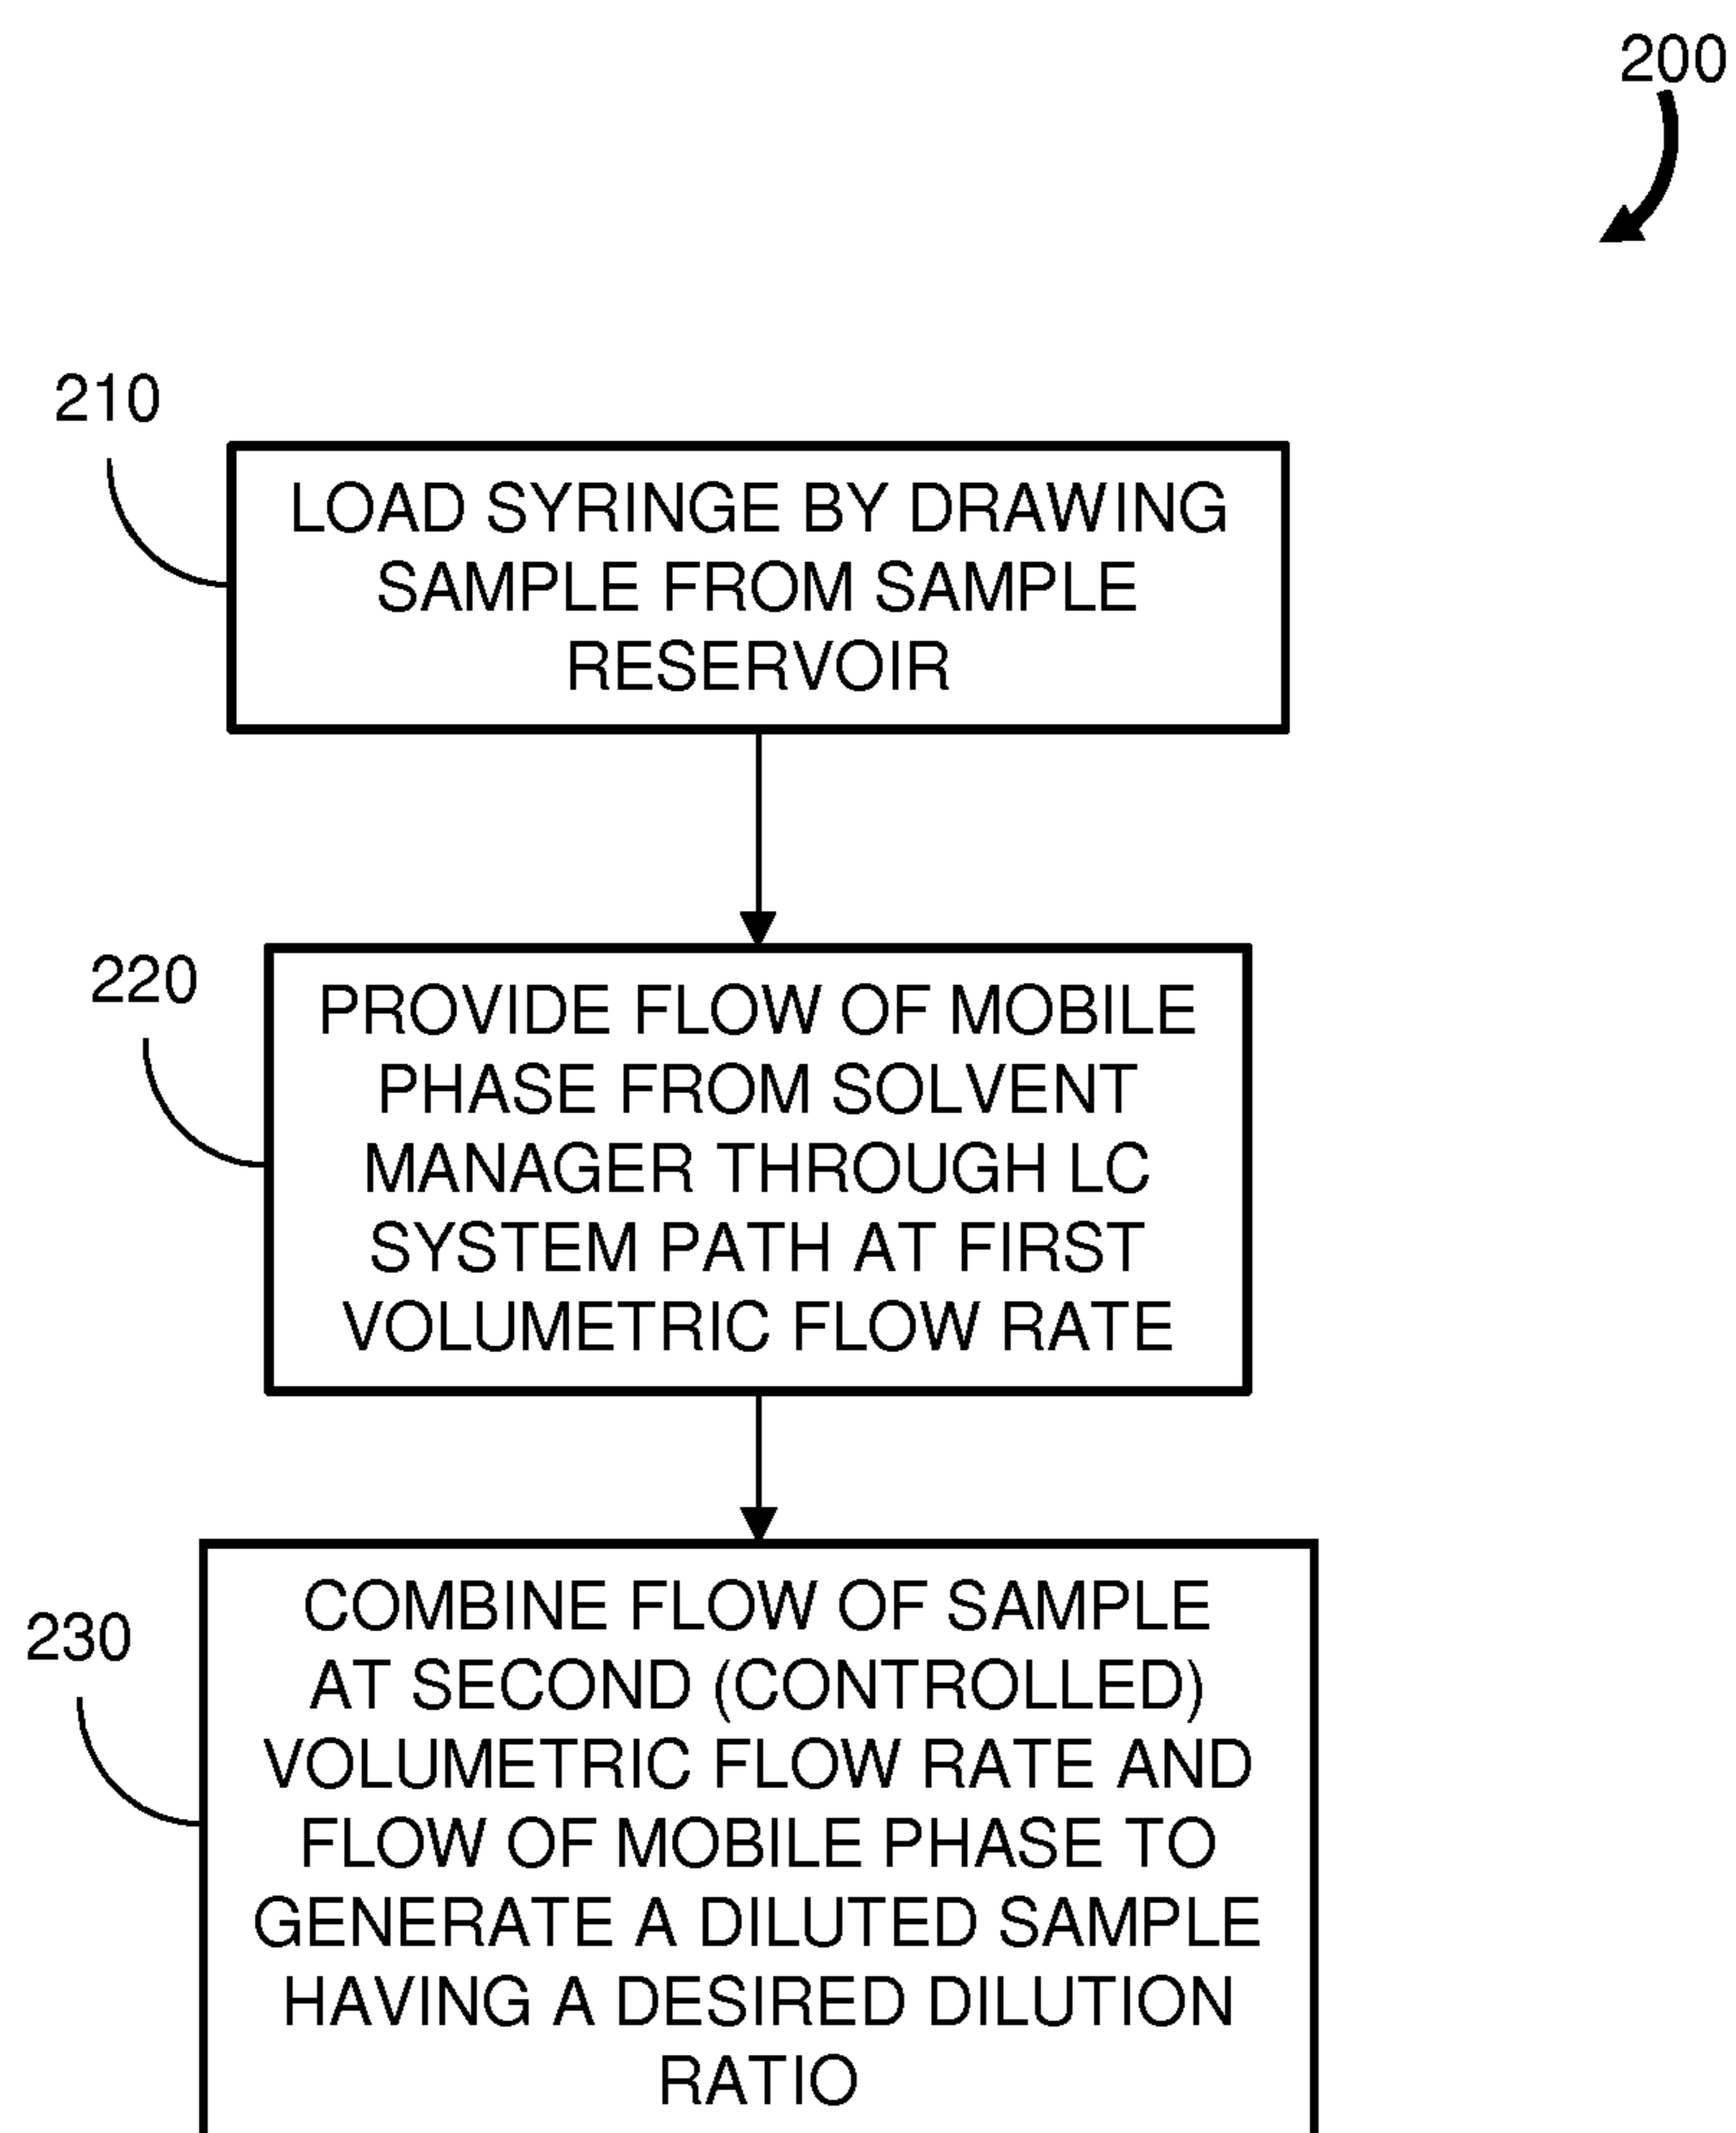 200
210
LOAD SYRINGE BY DRAWING
SAMPLE FROM SAMPLE
RESERVOIR
220
PROVIDE FLOW OF MOBILE
PHASE FROM SOLVENT
MANAGER THROUGH LC
SYSTEM PATH AT FIRST
VOLUMETRIC FLOW RATE
230
COMBINE FLOW OF SAMPLE
AT SECOND (CONTROLLED)
VOLUMETRIC FLOW RATE AND
FLOW OF MOBILE PHASE TO
GENERATE A DILUTED SAMPLE
HAVING A DESIRED DILUTION
RATIO